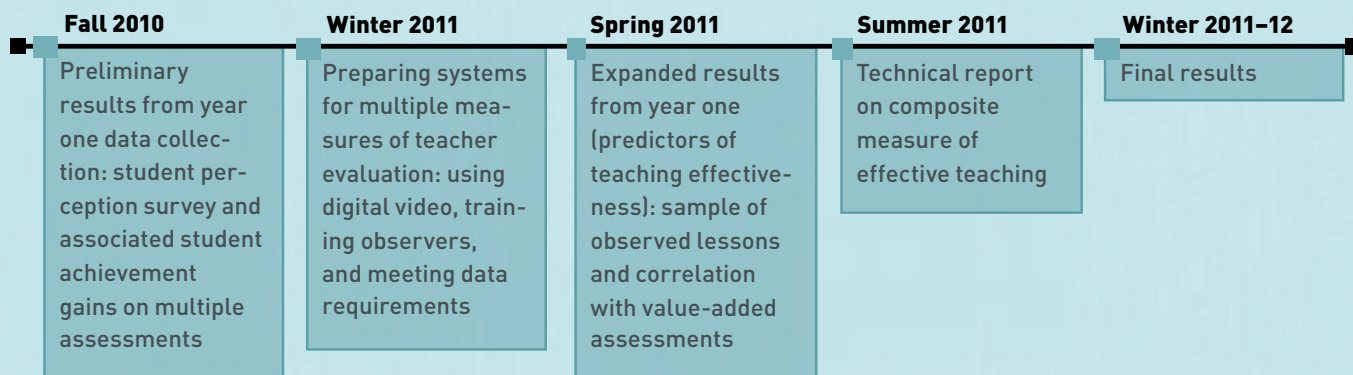 Fall 2010
Preliminary
results from year
one data collec-
tion: student per-
ception survey and
associated student
achievement
gains on multiple
assessments
Winter 2011
Preparing systems
for multiple mea-
sures of teacher
evaluation: using
digital video, train-
ing observers,
and meeting data
requirements
Spring 2011
Expanded results
from year one
(predictors of
teaching effective-
ness): sample of
observed lessons
and correlation
with value-added
assessments
Summer 2011
Technical report
on composite
measure of
effective teaching
Winter 2011–12
Final results